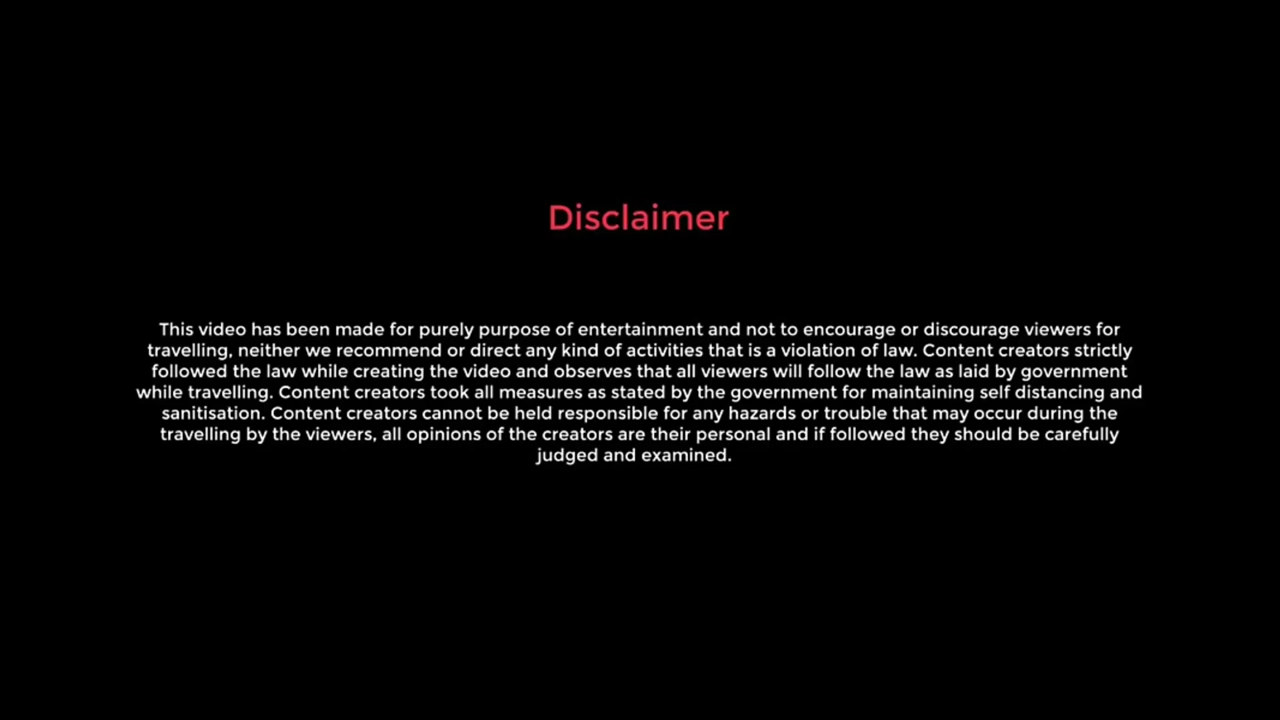 Disclaimer
This video has been made for purely purpose of entertainment and not to encourage or discourage viewers for
travelling, neither we recommend or direct any kind of activities that is a violation of law. Content creators strictly
followed the law while creating the video and observes that all viewers will follow the law as laid by government
while travelling. Content creators took all measures as stated by the government for maintaining self distancing and
sanitisation. Content creators cannot be held responsible for any hazards or trouble that may occur during the
travelling by the viewers, all opinions of the creators are their personal and if followed they should be carefully
judged and examined.